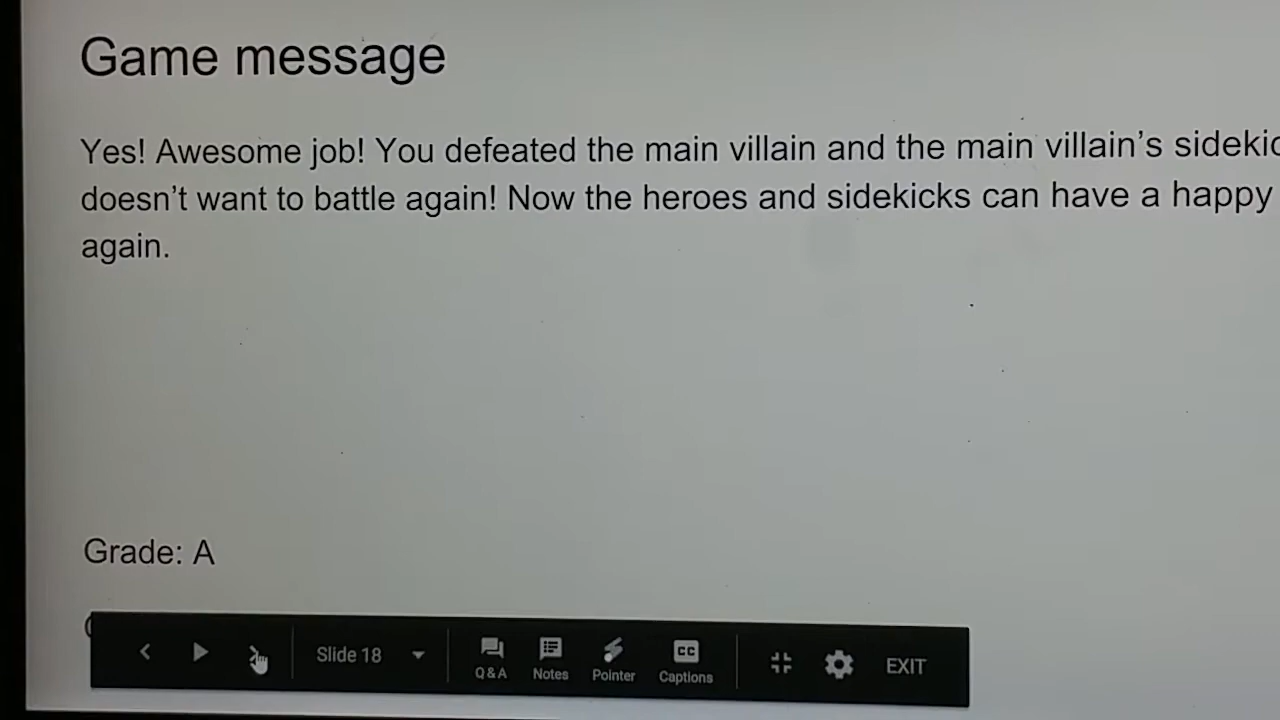 Game message
Yes! Awesome job! You defeated the main villain and the main villain's
doesn't want to battle again! Now the heroes and sidekicks can have a happy
again.
Grade: A
Slide 18
Q&A
Notes
Pointer
CC
Captions
EXIT